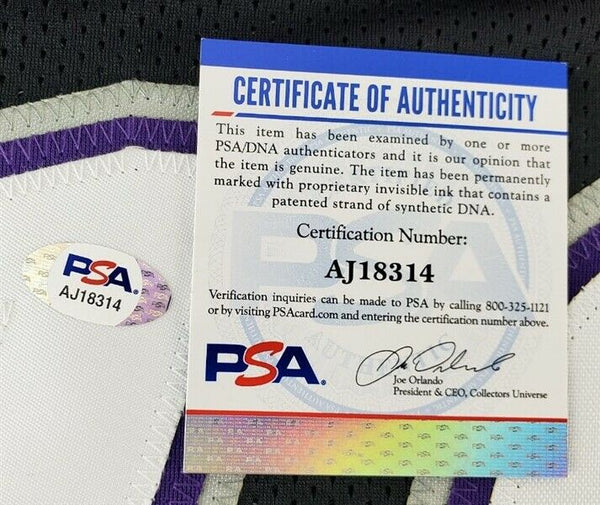 CERTIFICATE OF AUTHENTICITY
This item has been examined by one or more
PSA/DNA authenticators and it is our opinion that
the item is genuine. The item has been permanently
marked with proprietary invisible ink that contains a
patented strand of synthetic DNA.
Certification Number:
AJ18314
Verification inquiries can be made to PSA by calling 800-325-1121
or by visiting PSAcard.com and entering the certification number above.
PSA.
Joe Orlando
President & CEO, Collectors Universe
PSA.
AJ18314